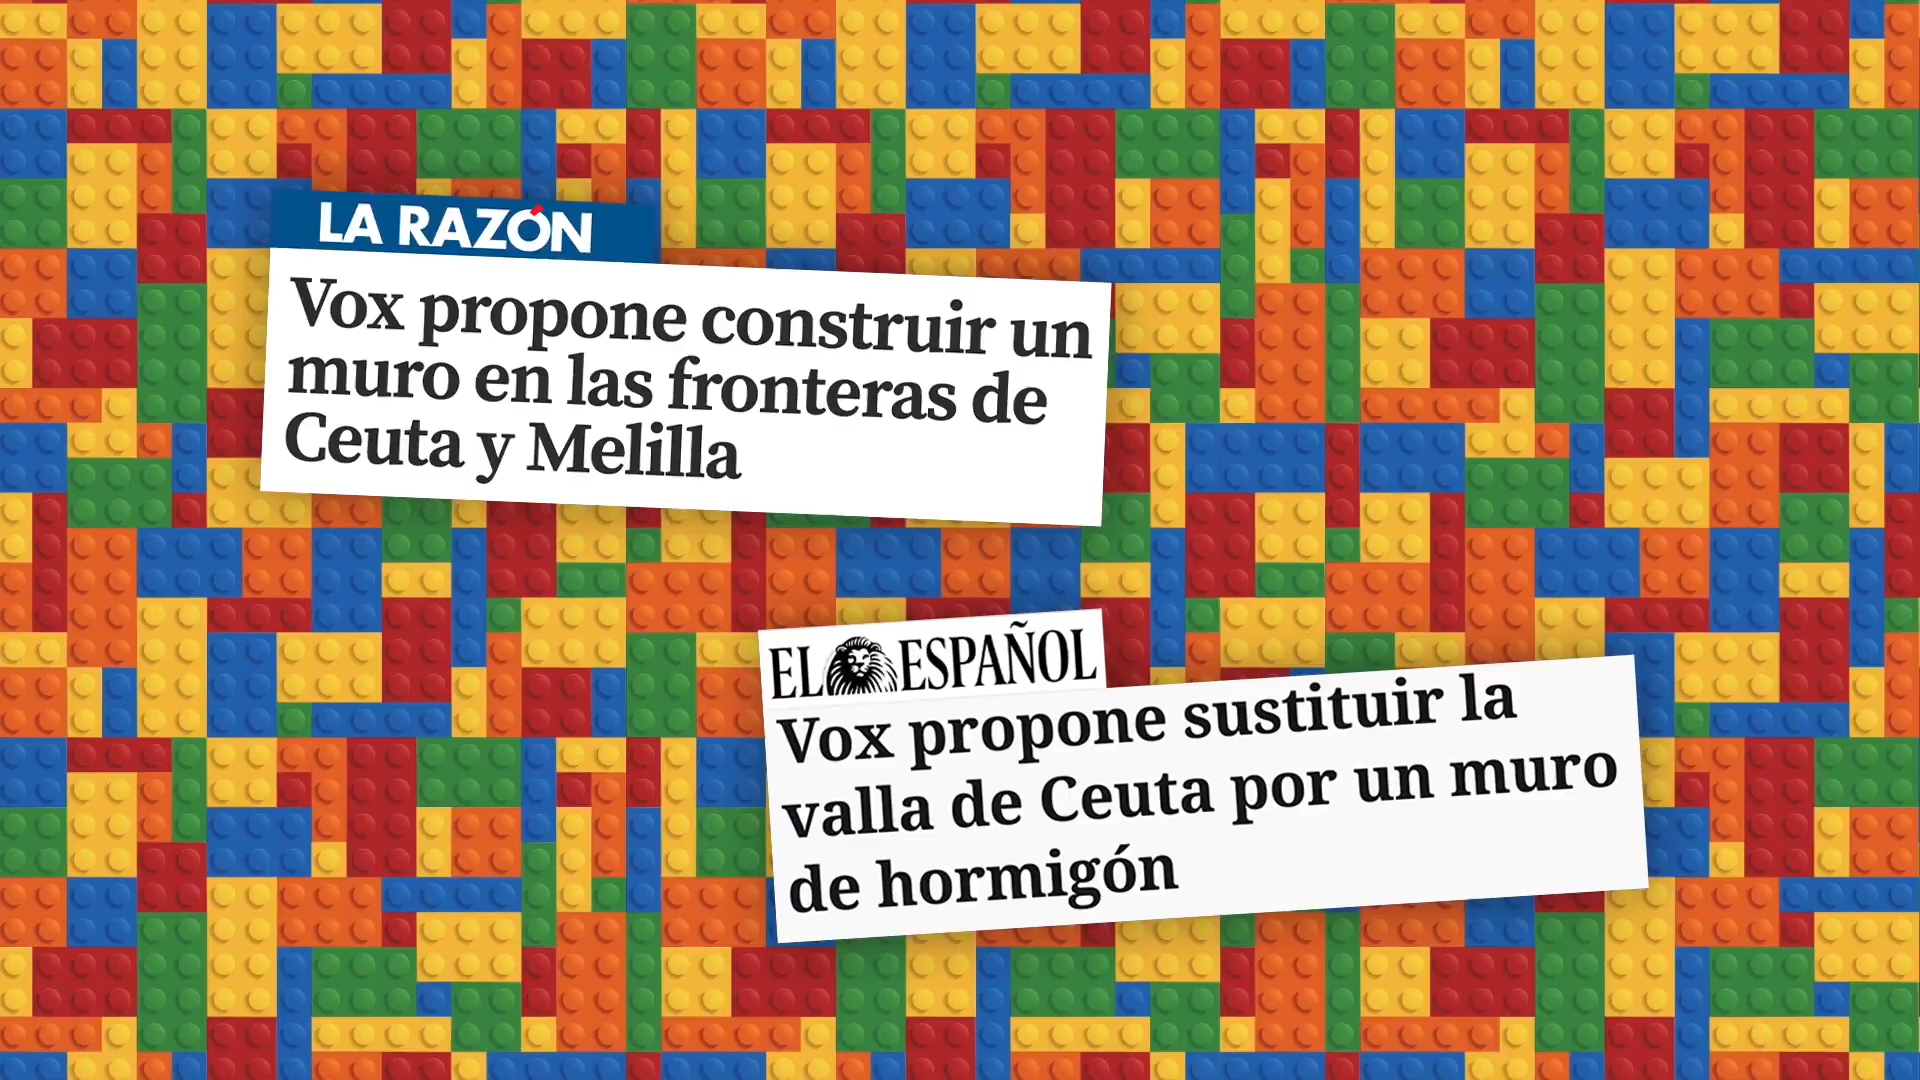 LA RAZÓN
Vox propone construir un
muro en las fronteras de
Ceuta y Melilla
EL ESPAÑOL
Vox propone sustituir la
valla de Ceuta por un muro
de hormigón